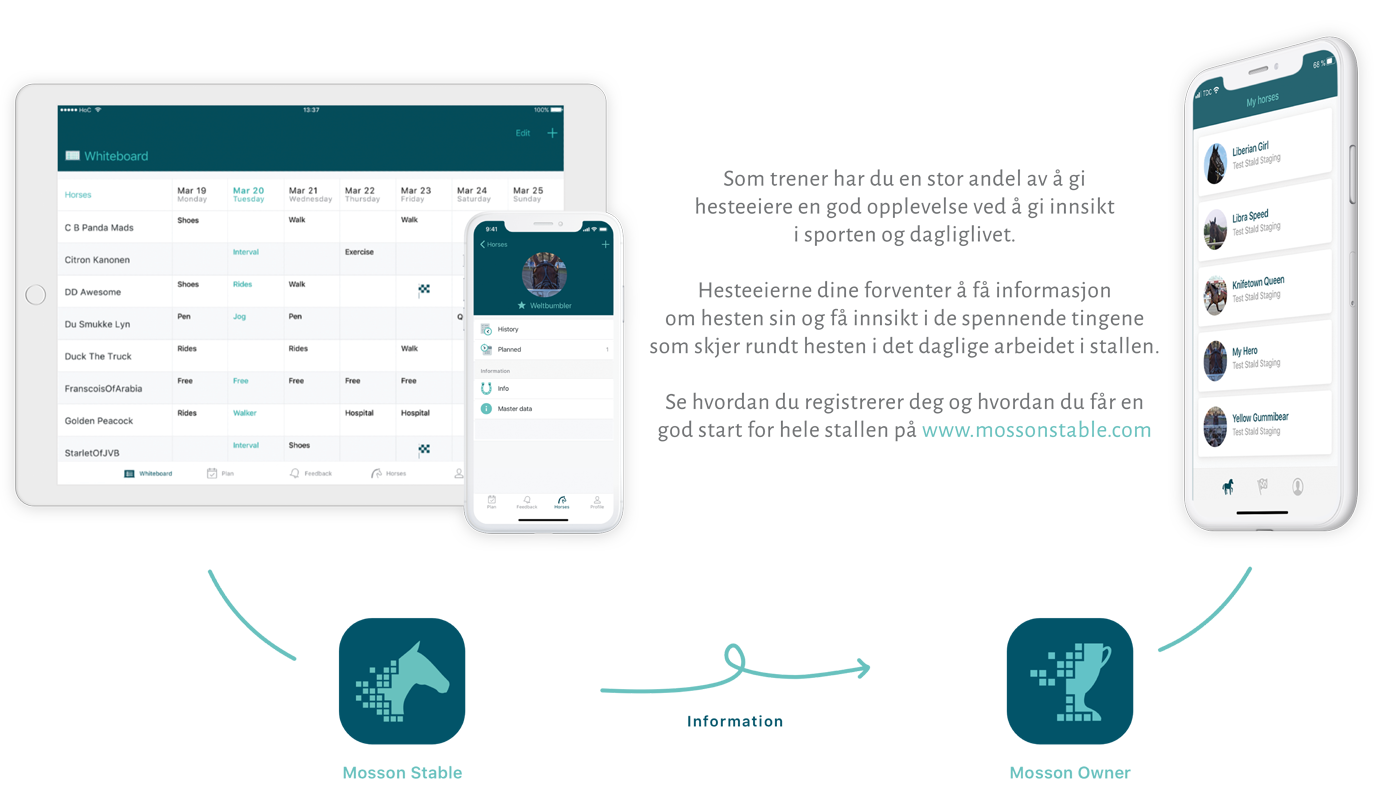 HoC
13:37
100%
Edit
Whiteboard
Horses
Mar 19 Mar 20 Mar 21 Mar 22 Mar 23 Mar 24 Mar 25
Monday Tuesday Wednesday Thursday Friday Saturday Sunday
C B Panda Mads Shoes Walk Walk
Citron Kanonen Interval Exercise
DD Awesome Shoes Rides Walk
Du Smukke Lyn Pen Jog Pen
Duck The Truck Rides Rides Walk
FranscoisOfArabia Free Free Free Free Free
Golden Peacock Rides Walker Hospital Hospital
StarletOfJVB Interval Shoes
Whiteboard Plan Feedback Horses
9:41
Horses
Weltbumbler
History
Planned 1
Information
Info
Master data
Plan Feedback Horses Profile
Som trener har du en stor andel av å gi
hesteeiere en god opplevelse ved å gi innsikt
i sporten og dagliglivet.
Hesteeierne dine forventer å få informasjon
om hesten sin og få innsikt i de spennende tingene
som skjer rundt hesten i det daglige arbeidet i stallen.
Se hvordan du registrerer deg og hvordan du får en
god start for hele stallen på www.mossonstable.com
TDC
68 %
My horses
Liberian Girl
Test Stald Staging
Libra Speed
Test Stald Staging
Knifetown Queen
Test Stald Staging
My Hero
Test Stald Staging
Yellow Gummibear
Test Stald Staging
Information
Mosson Stable
Mosson Owner